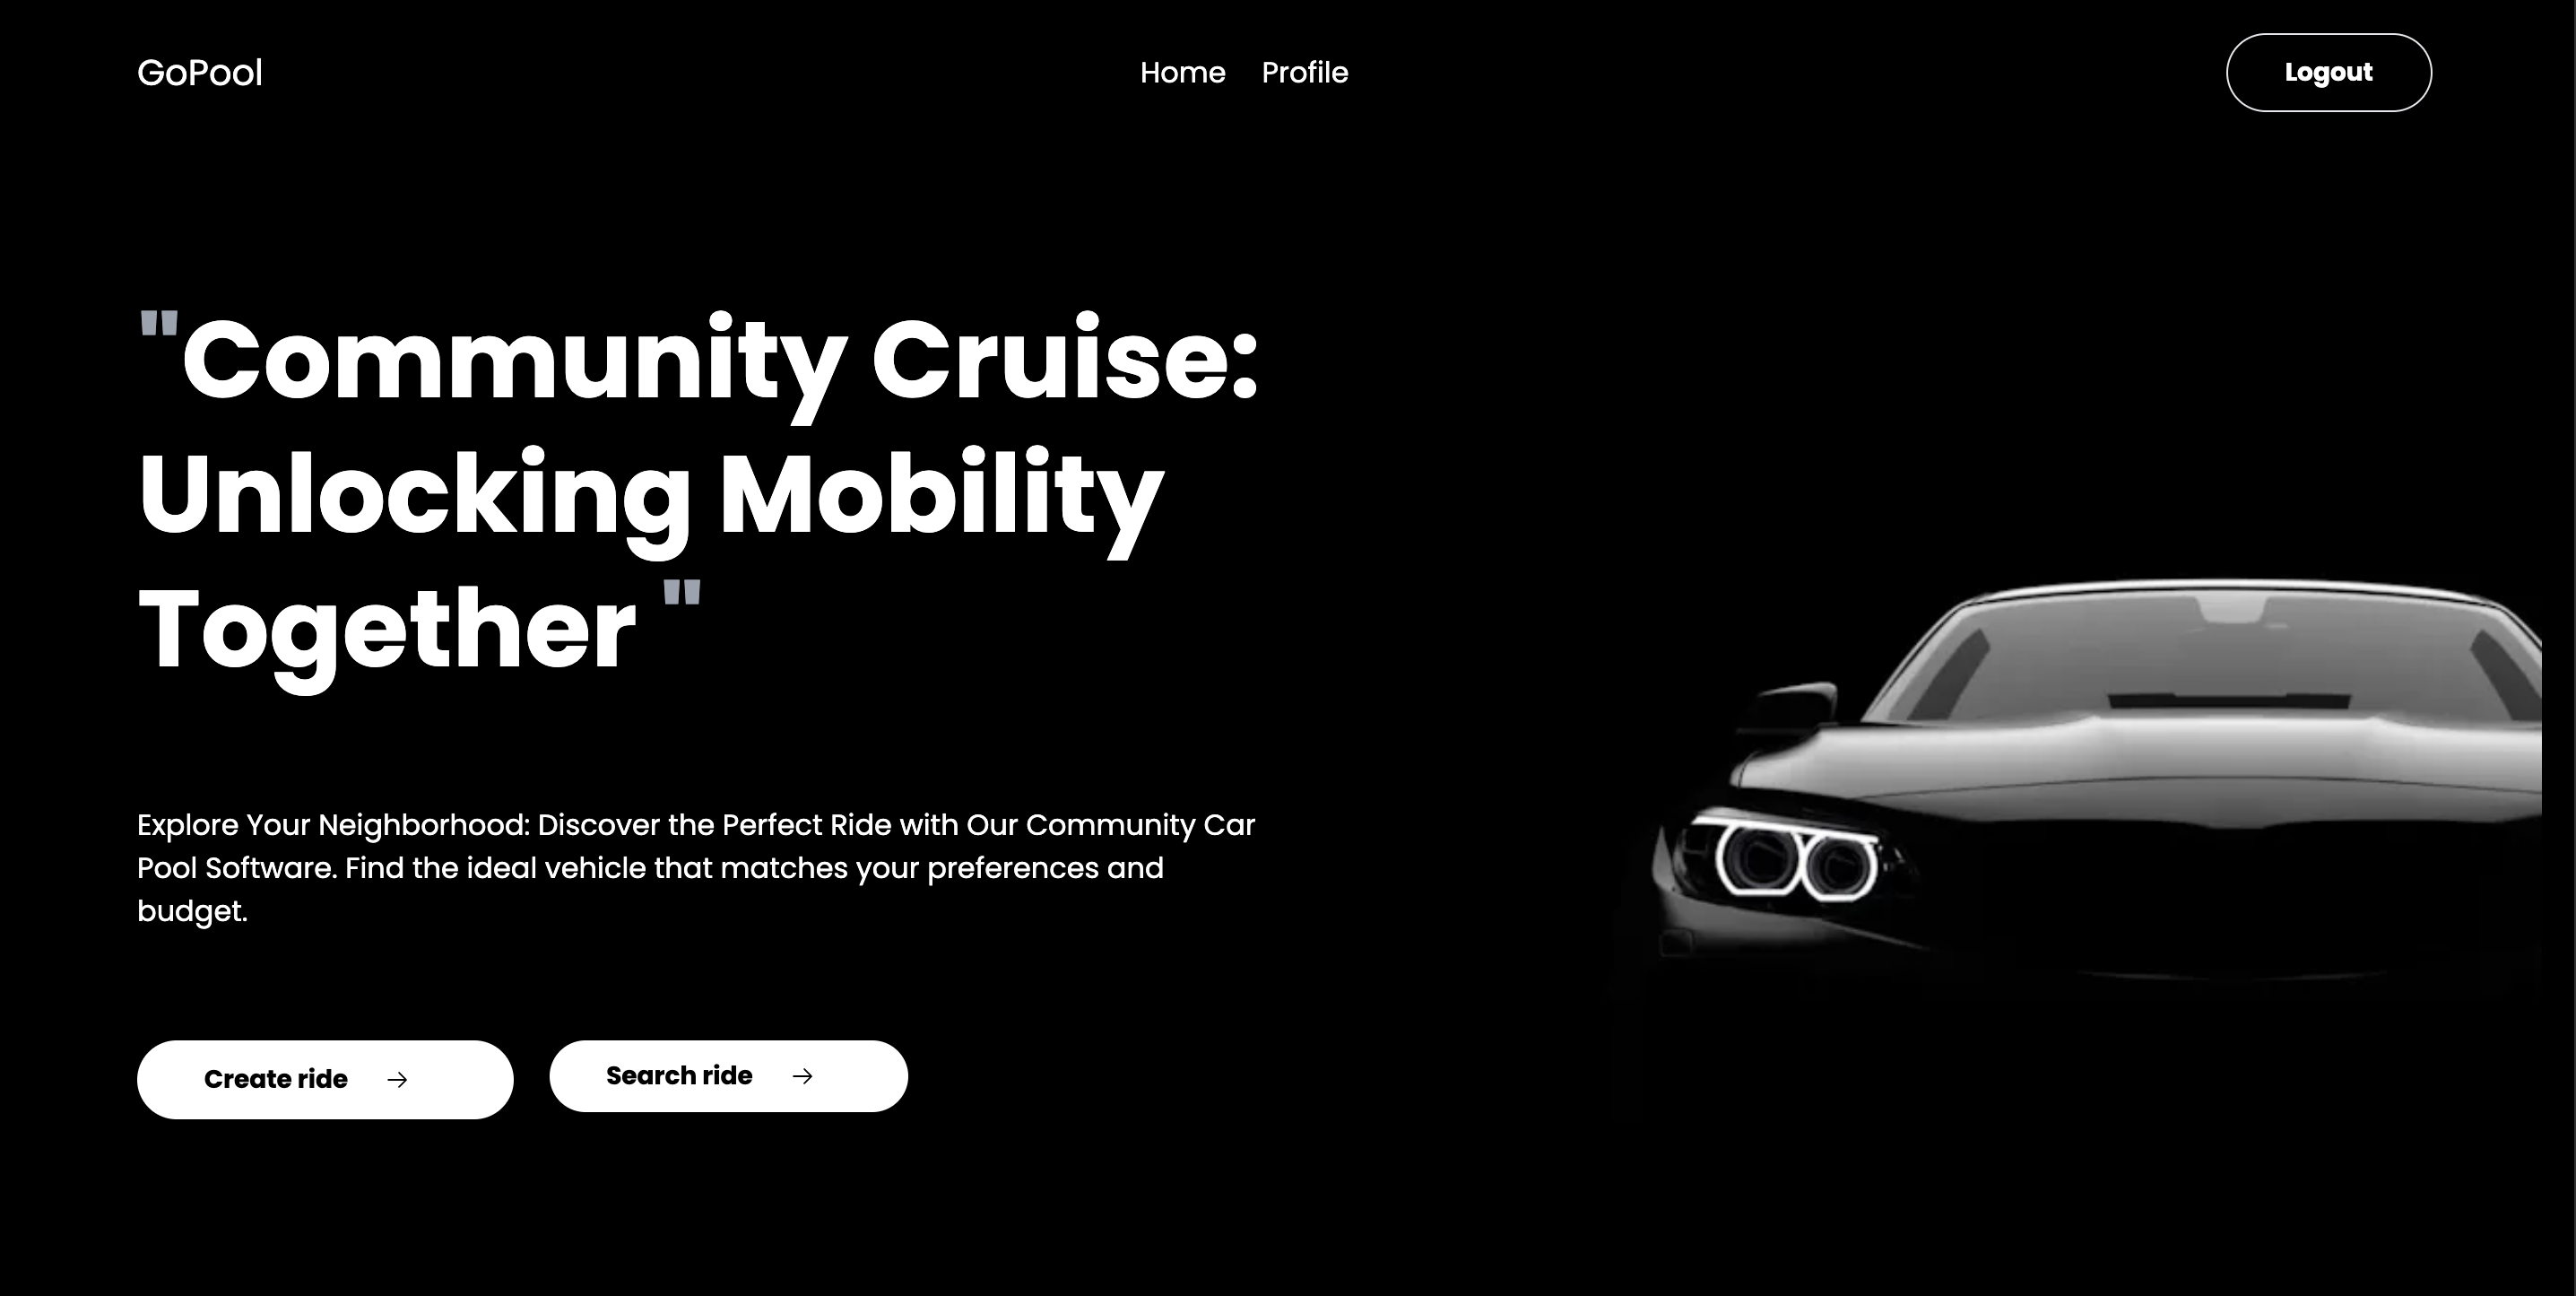 GoPool
Home Profile
Logout
"Community Cruise:
Unlocking Mobility
Together "
Explore Your Neighborhood: Discover the Perfect Ride with Our Community Car
Pool Software. Find the ideal vehicle that matches your preferences and
budget.
Create ride →
Search ride →